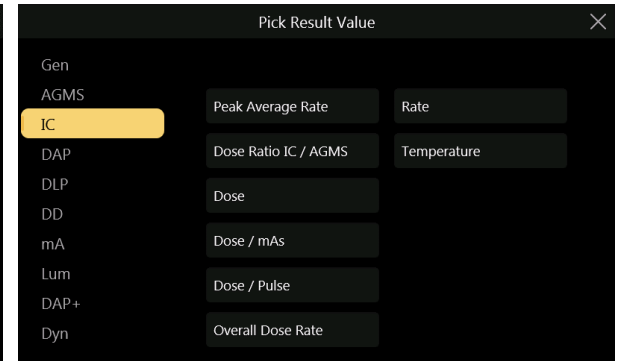 Pick Result Value
Gen
AGMS
IC
DAP
DLP
DD
mA
Lum
DAP+
Dyn
Peak Average Rate
Rate
Dose Ratio IC / AGMS
Temperature
Dose
Dose / mAs
Dose / Pulse
Overall Dose Rate